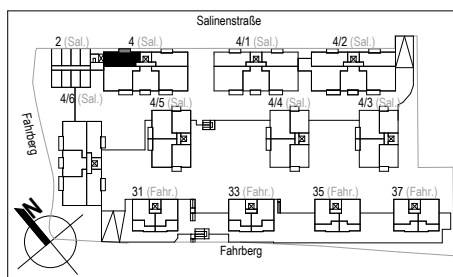 Salinenstraße
2 (Sal.) 4 (Sal.) 4/1 (Sal.) 4/2 (Sal.)
4/6 (Sal.) 4/5 (Sal.) 4/4 (Sal.) 4/3 (Sal.)
Fahrberg
31 (Fahr.) 33 (Fahr.) 35 (Fahr.) 37 (Fahr.)
N
Fahrberg